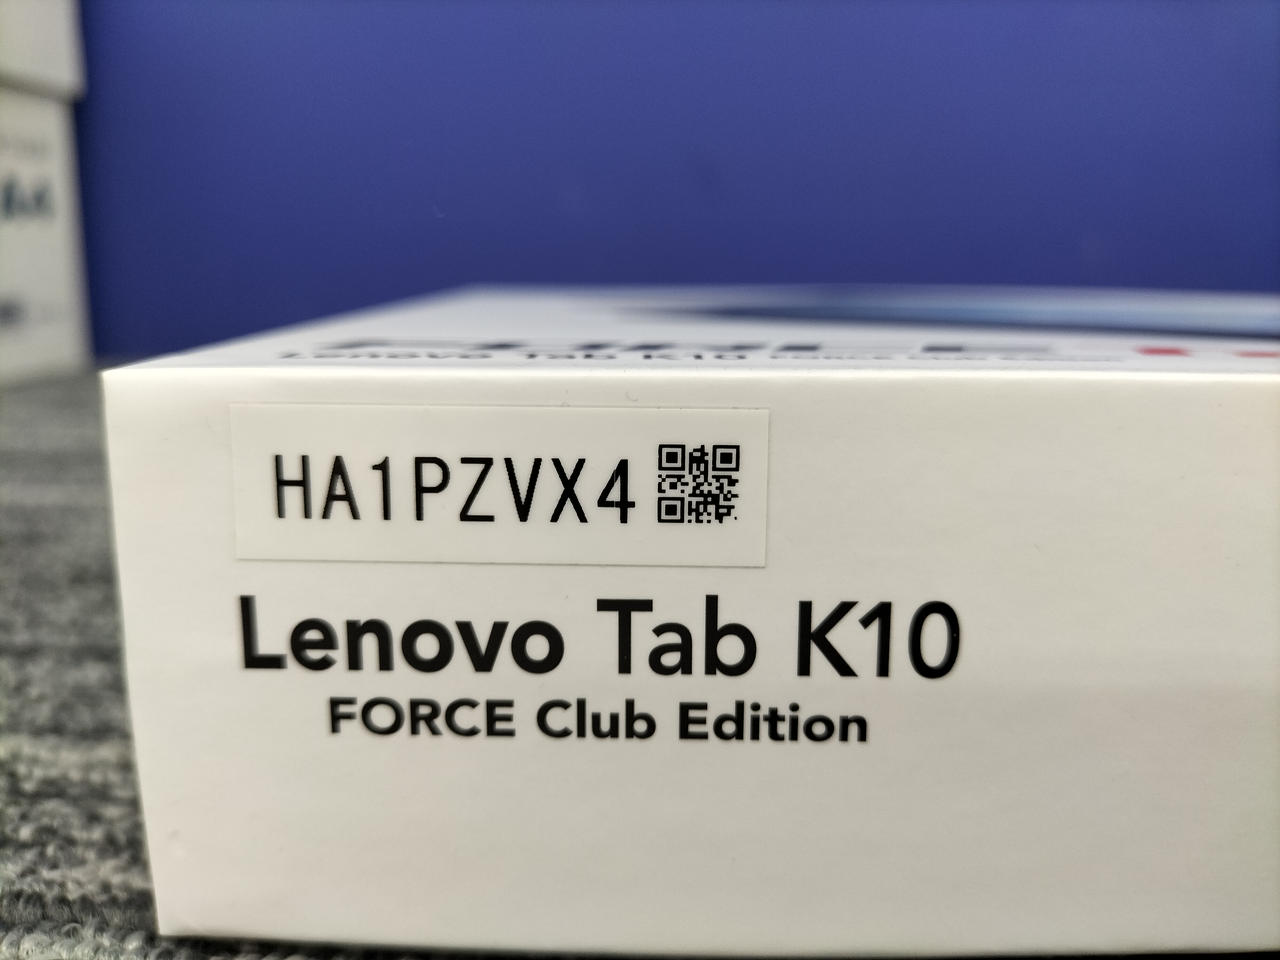 Lenovo Tab K10
HA1PZVX4
Lenovo Tab K10
FORCE Club Edition